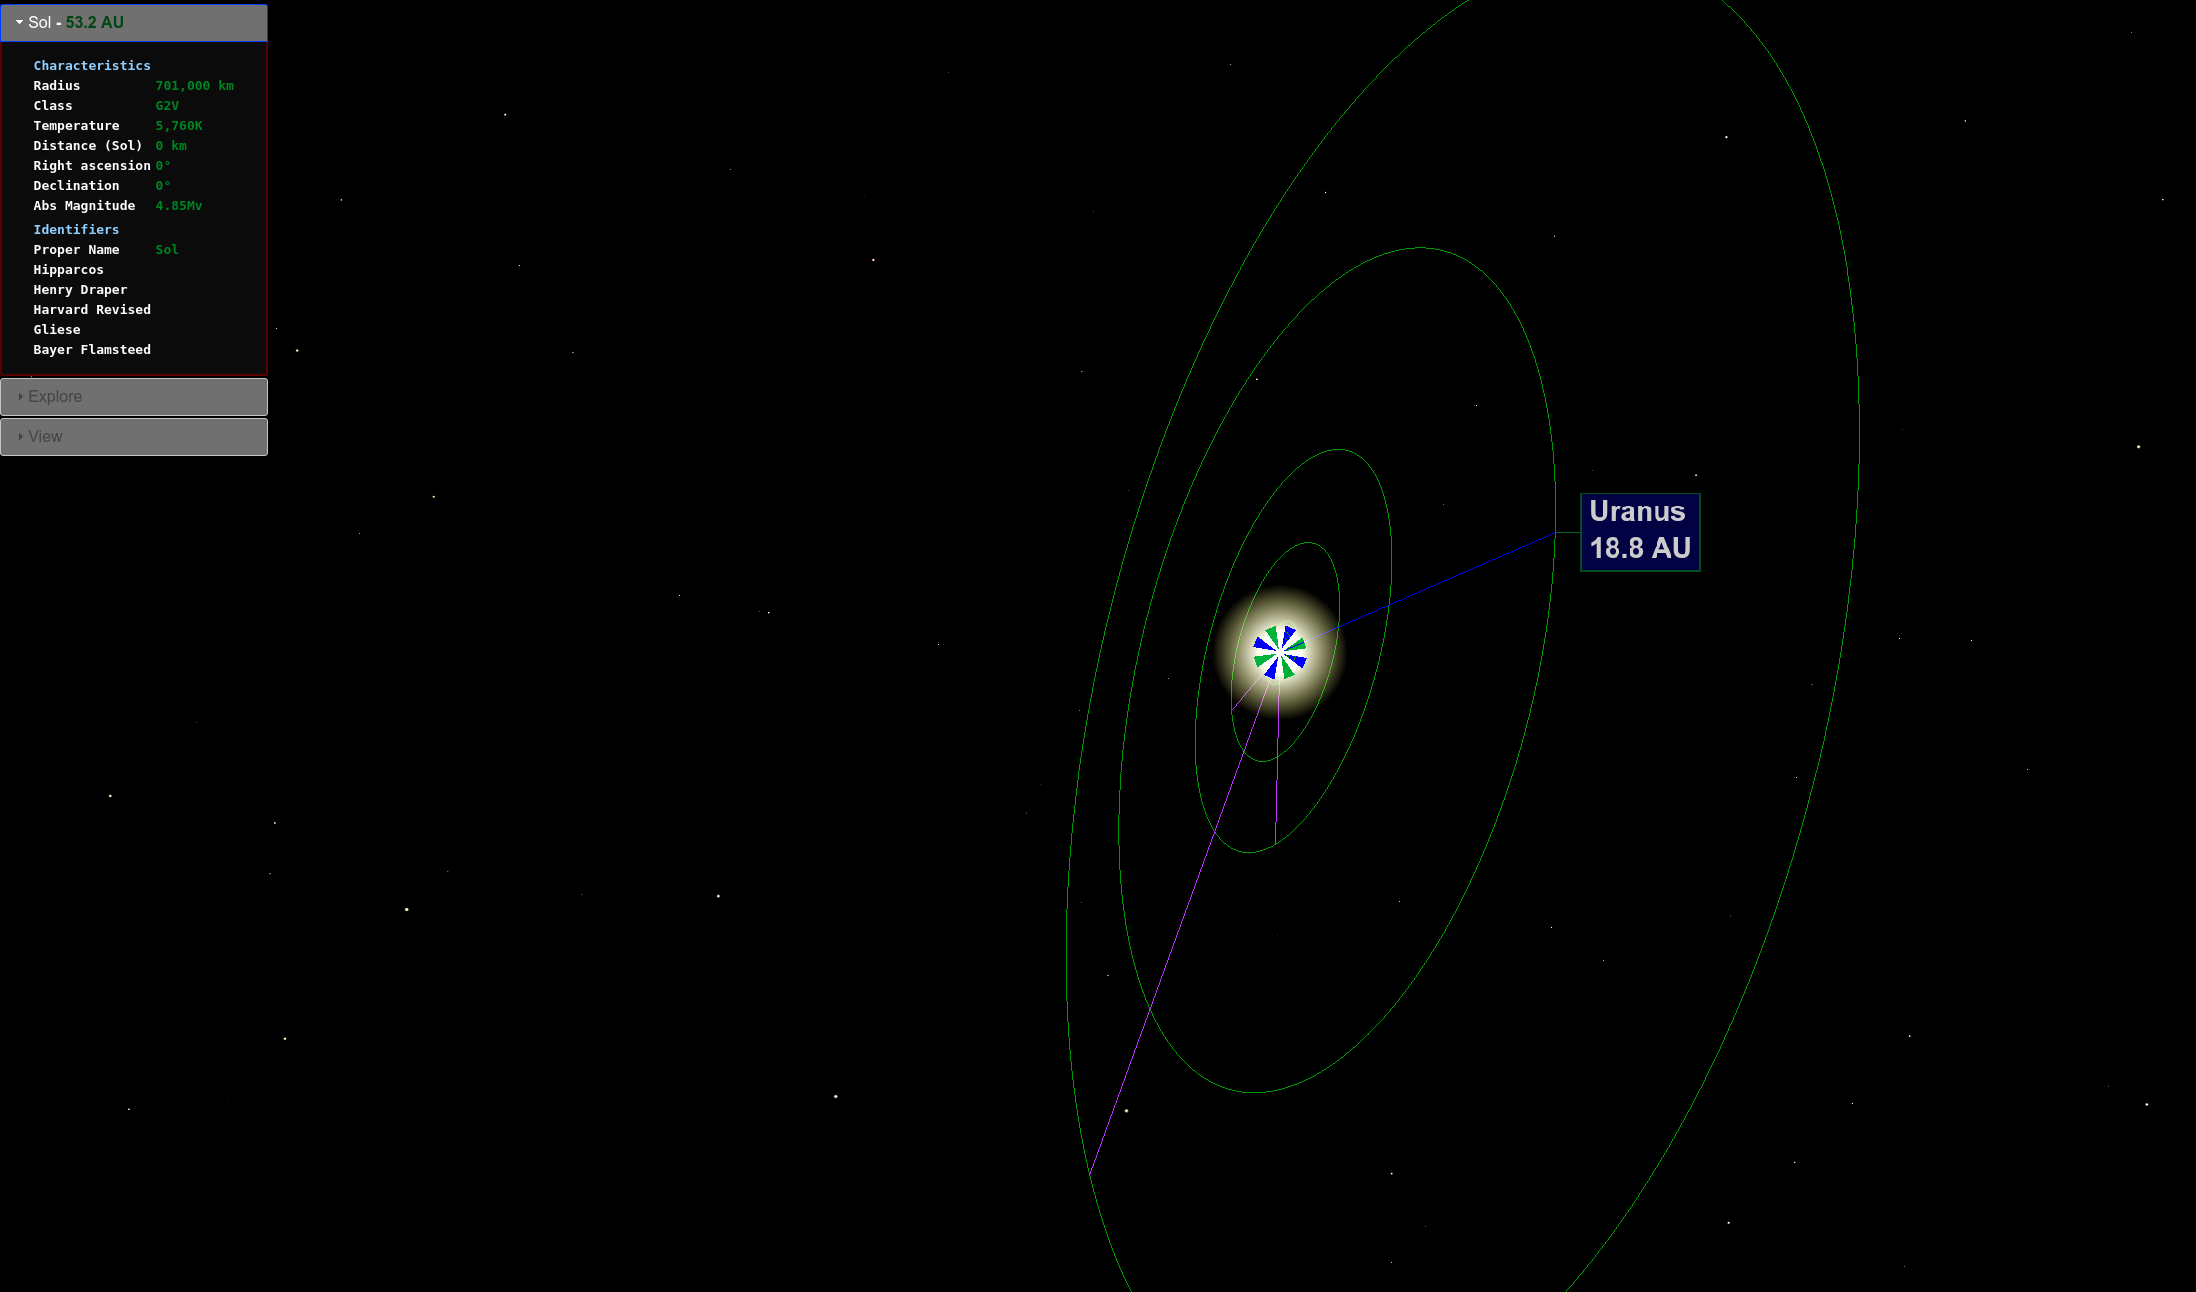 Sol - 53.2 AU
Characteristics
Radius 701,000 km
Class G2V
Temperature 5,760K
Distance (Sol) 0 km
Right ascension 0°
Declination 0°
Abs Magnitude 4.85Mv
Identifiers
Proper Name Sol
Hipparcos
Henry Draper
Harvard Revised
Gliese
Bayer Flamsteed
Explore
View
Uranus
18.8 AU